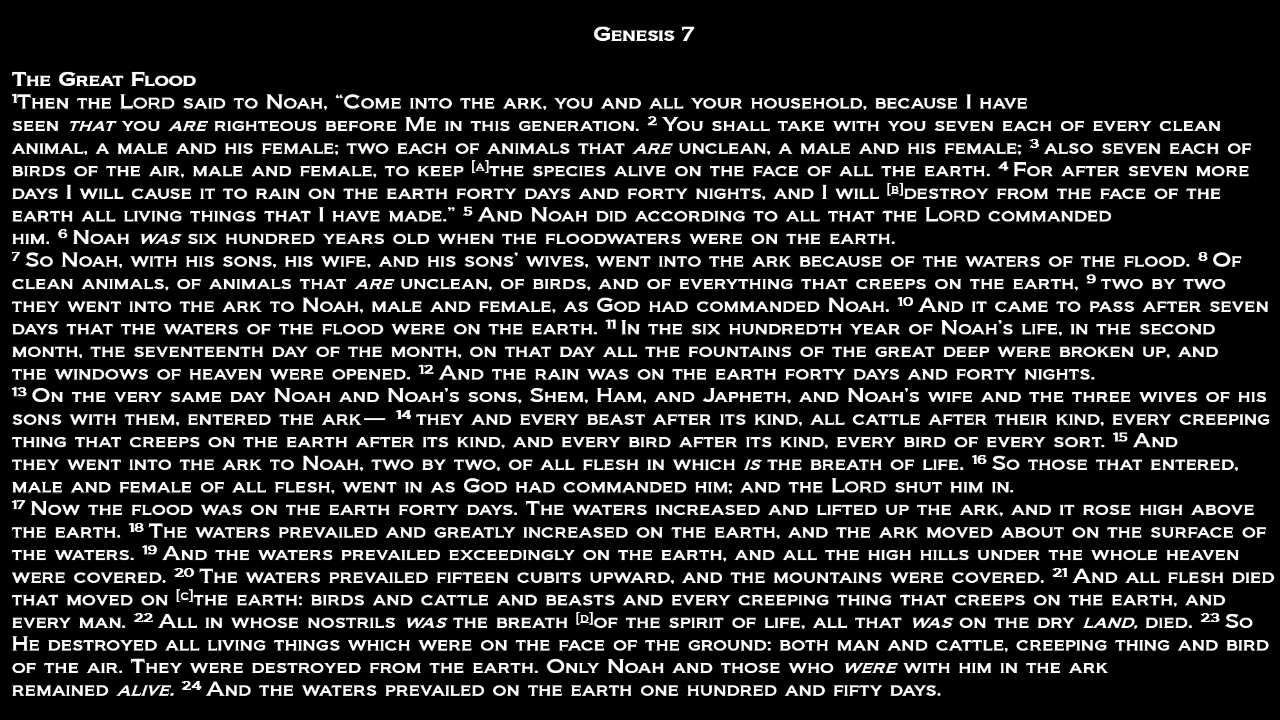 Genesis 7
The Great Flood
1Then the Lord said to Noah, “Come into the ark, you and all your household, because I have
seen that you are righteous before Me in this generation. 2 You shall take with you seven each of every clean
animal, a male and his female; two each of animals that are unclean, a male and his female; 3 also seven each of
birds of the air, male and female, to keep [a]the species alive on the face of all the earth. 4 For after seven more
days I will cause it to rain on the earth forty days and forty nights, and I will [b]destroy from the face of the
earth all living things that I have made.” 5 And Noah did according to all that the Lord commanded
him. 6 Noah was six hundred years old when the floodwaters were on the earth.
7 So Noah, with his sons, his wife, and his sons’ wives, went into the ark because of the waters of the flood. 8 Of
clean animals, of animals that are unclean, of birds, and of everything that creeps on the earth, 9 two by two
they went into the ark to Noah, male and female, as God had commanded Noah. 10 And it came to pass after seven
days that the waters of the flood were on the earth. 11 In the six hundredth year of Noah’s life, in the second
month, the seventeenth day of the month, on that day all the fountains of the great deep were broken up, and
the windows of heaven were opened. 12 And the rain was on the earth forty days and forty nights.
13 On the very same day Noah and Noah’s sons, Shem, Ham, and Japheth, and Noah’s wife and the three wives of his
sons with them, entered the ark— 14 they and every beast after its kind, all cattle after their kind, every creeping
thing that creeps on the earth after its kind, and every bird after its kind, every bird of every sort. 15 And
they went into the ark to Noah, two by two, of all flesh in which is the breath of life. 16 So those that entered,
male and female of all flesh, went in as God had commanded him; and the Lord shut him in.
17 Now the flood was on the earth forty days. The waters increased and lifted up the ark, and it rose high above
the earth. 18 The waters prevailed and greatly increased on the earth, and the ark moved about on the surface of
the waters. 19 And the waters prevailed exceedingly on the earth, and all the high hills under the whole heaven
were covered. 20 The waters prevailed fifteen cubits upward, and the mountains were covered. 21 And all flesh died
that moved on [c]the earth: birds and cattle and beasts and every creeping thing that creeps on the earth, and
every man. 22 All in whose nostrils was the breath [d]of the spirit of life, all that was on the dry land, died. 23 So
He destroyed all living things which were on the face of the ground: both man and cattle, creeping thing and bird
of the air. They were destroyed from the earth. Only Noah and those who were with him in the ark
remained alive. 24 And the waters prevailed on the earth one hundred and fifty days.